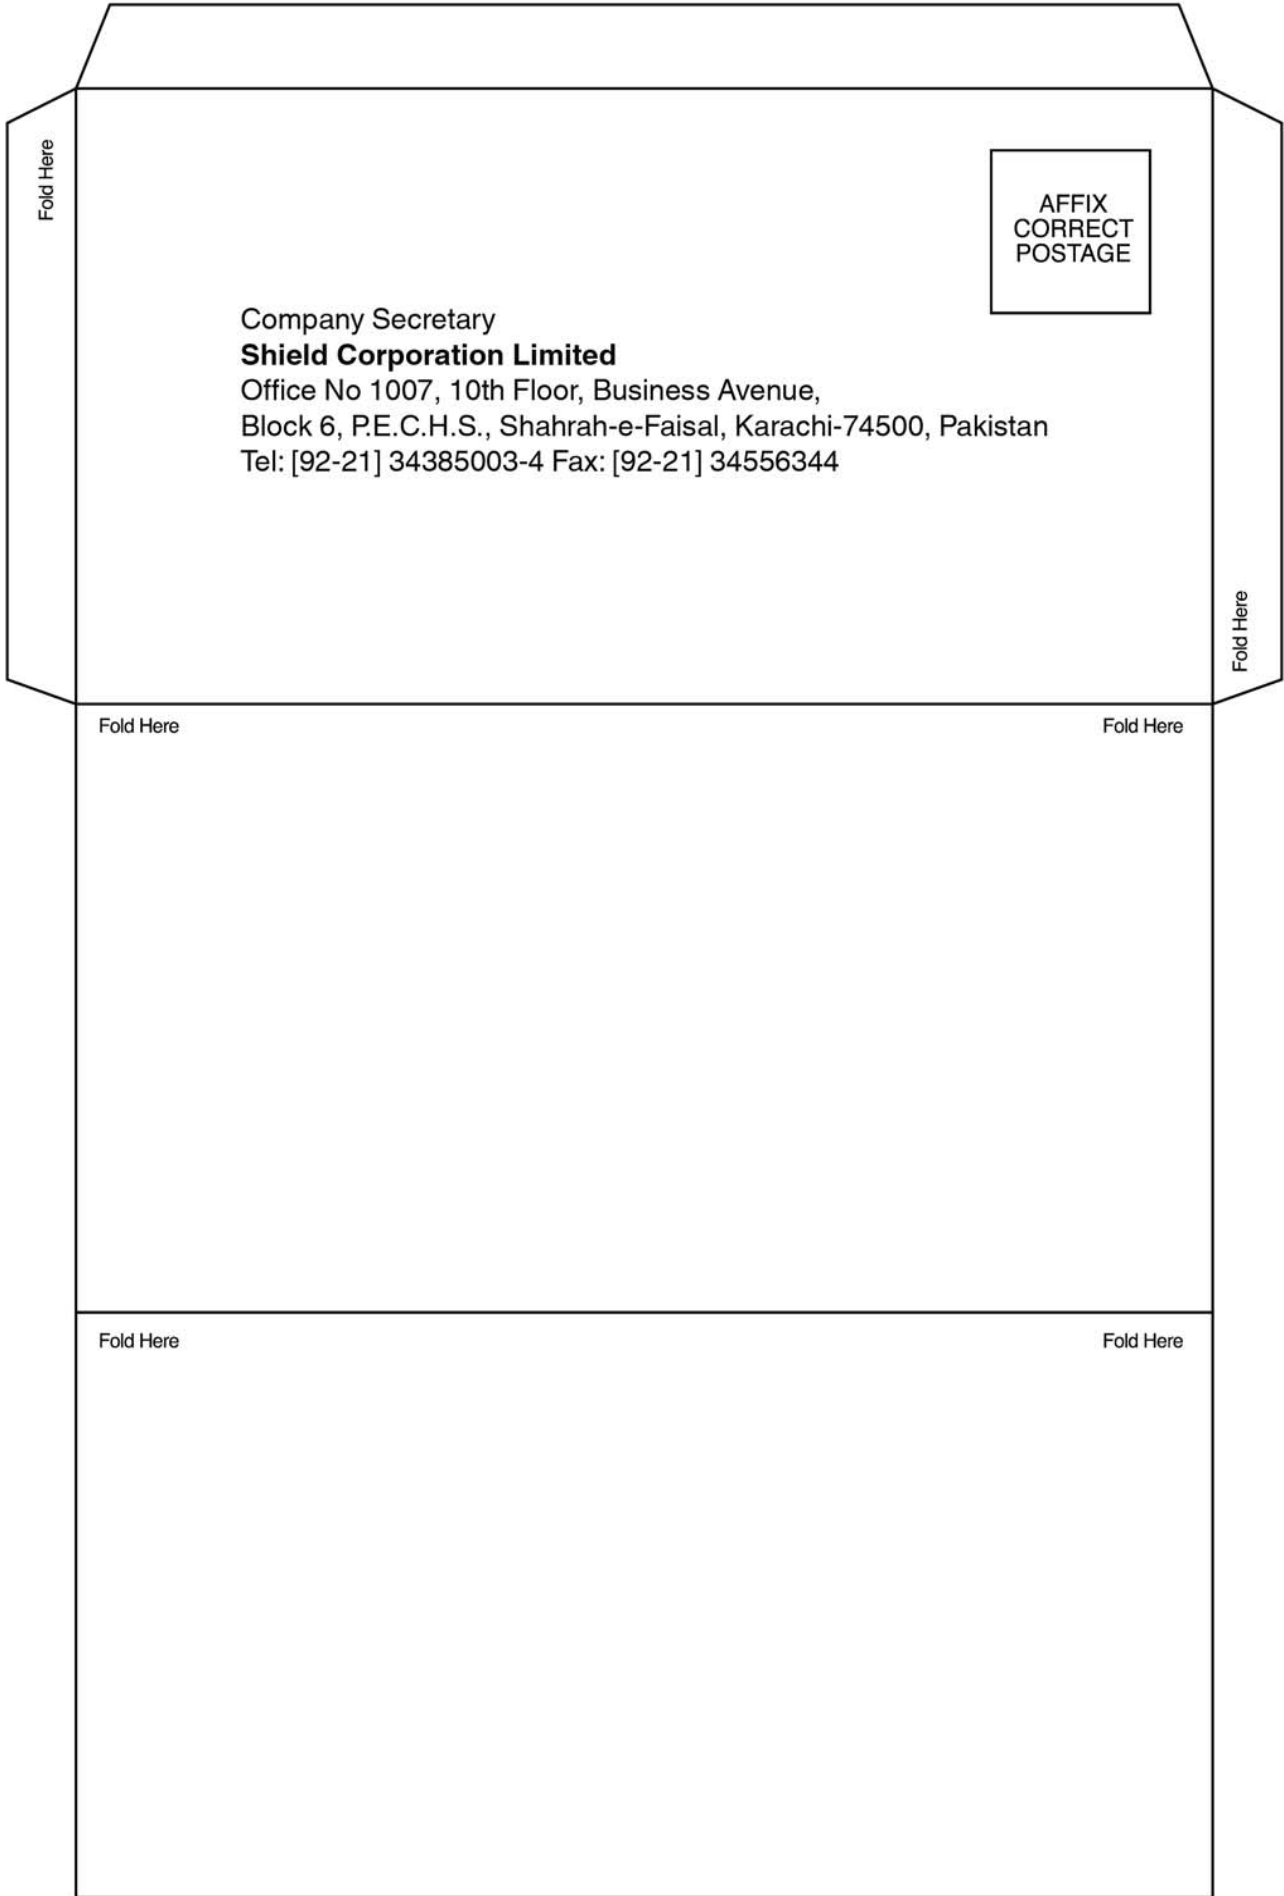 Fold Here
AFFIX
CORRECT
POSTAGE
Company Secretary
Shield Corporation Limited
Office No 1007, 10th Floor, Business Avenue,
Block 6, P.E.C.H.S., Shahrah-e-Faisal, Karachi-74500, Pakistan
Tel: [92-21] 34385003-4 Fax: [92-21] 34556344
Fold Here
Fold Here
Fold Here
Fold Here
Fold Here